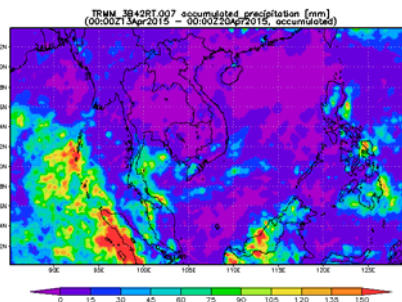 TRMM_3B42RT.007 accumulated precipitation [mm]
(00:00Z13Apr2015 - 00:00Z20Apr2015, accumulated)
90E 95E 100E 105E 110E 115E 120E 125E
0 15 30 45 60 75 90 105 120 135 150